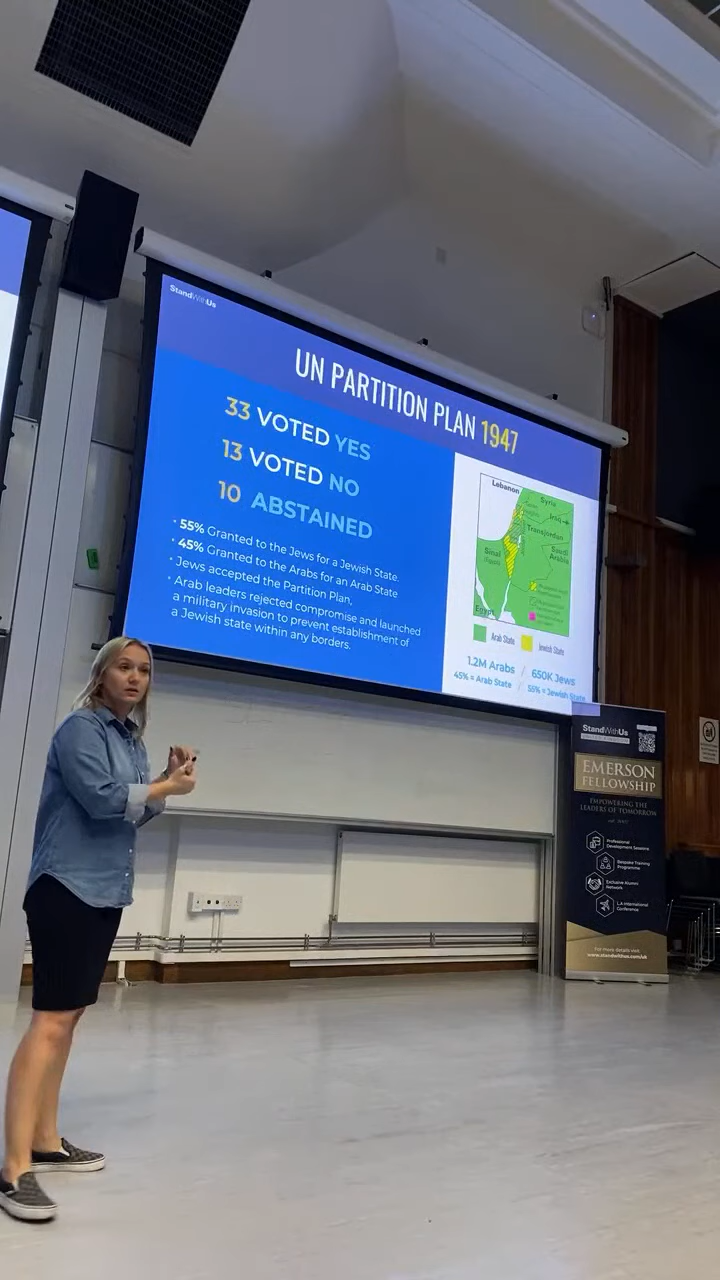 StandWithUs
UN PARTITION PLAN 1947
33 VOTED YES
13 VOTED NO
10 ABSTAINED
• 55% Granted to the Jews for a Jewish State.
• 45% Granted to the Arabs for an Arab State
• Jews accepted the Partition Plan,
• Arab leaders rejected compromise and launched
a military invasion to prevent establishment of
a Jewish state within any borders.
Lebanon
Syria
Iraq
Transjordan
Saudi
Arabia
Sinai
Egypt
Arab State
Jewish State
1.2M Arabs / 650K Jews
45% = Arab State / 55% = Jewish State
StandWithUs
EMERSON
FELLOWSHIP
EMPOWERING THE
LEADERS OF TOMORROW
Professional
Development Sessions
Bespoke Training
Programme
Exclusive Alumni
Network
L.A International
Conference
For more details visit
www.standwithus.com/uk